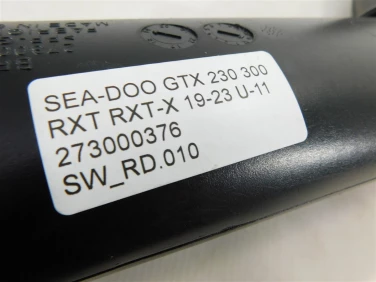 SEA-DOO GTX 230 300
RXT RXT-X 19-23 U-11
273000376
SW_RD.010